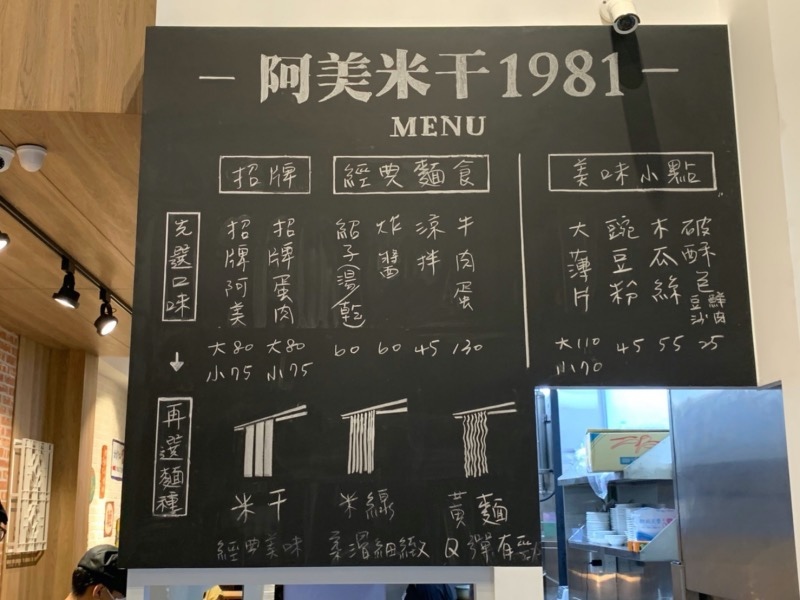 阿美米干1981
MENU
招牌
經典麵食
美味小點
先選口味
招牌阿美
大80
小75
招牌蛋肉
大80
小75
紹子湯/乾
60
炸醬
60
涼拌
45
牛肉蛋
130
大薄片
大110
小70
豌豆粉
45
木瓜絲
55
破酥包
豆沙
鮮肉
25
再選麵種
米干
經典美味
米線
柔滑細緻
黃麵
Q彈有勁